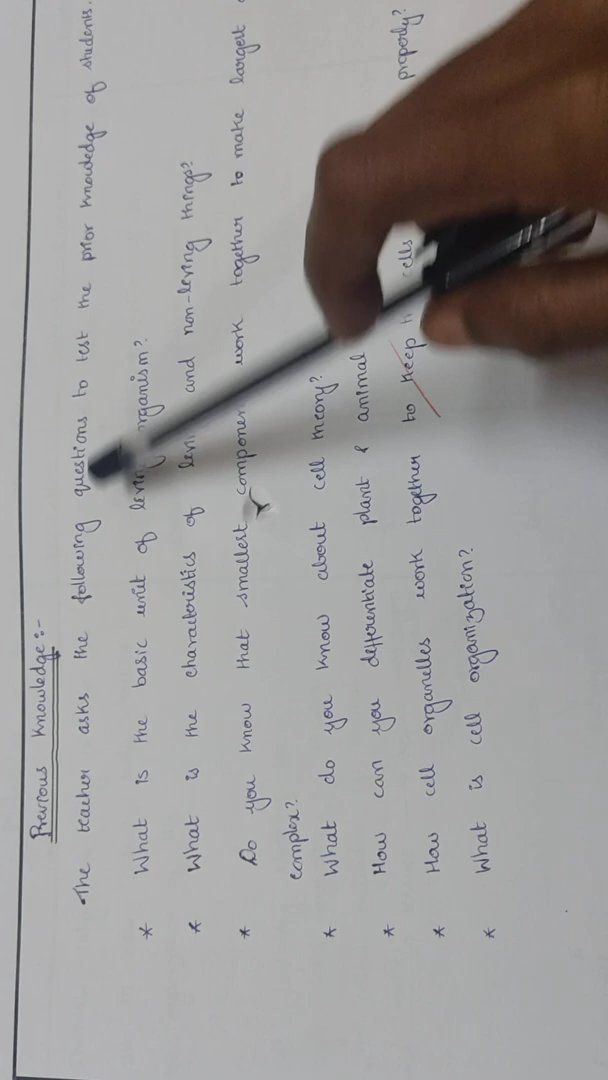 Previous Knowledge:-
The teacher asks the following questions to test the prior knowledge of students.
* What is the basic unit of living organism?
* What is the characteristics of and non-living things?
* Do you know that smallest work together to make largest
complex?
* What do you know about cell theory?
* How can you differentiate plant & animal
* How cell organelles work together to keep cells properly?
* What is cell organization?